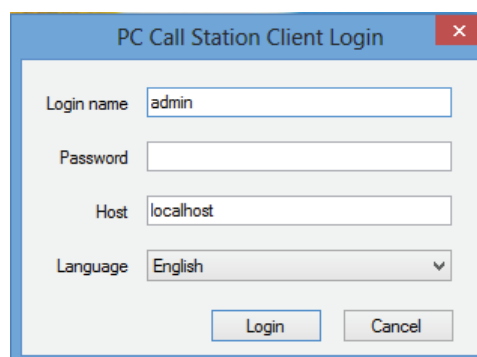 PC Call Station Client Login
Login name admin
Password
Host localhost
Language English
Login Cancel